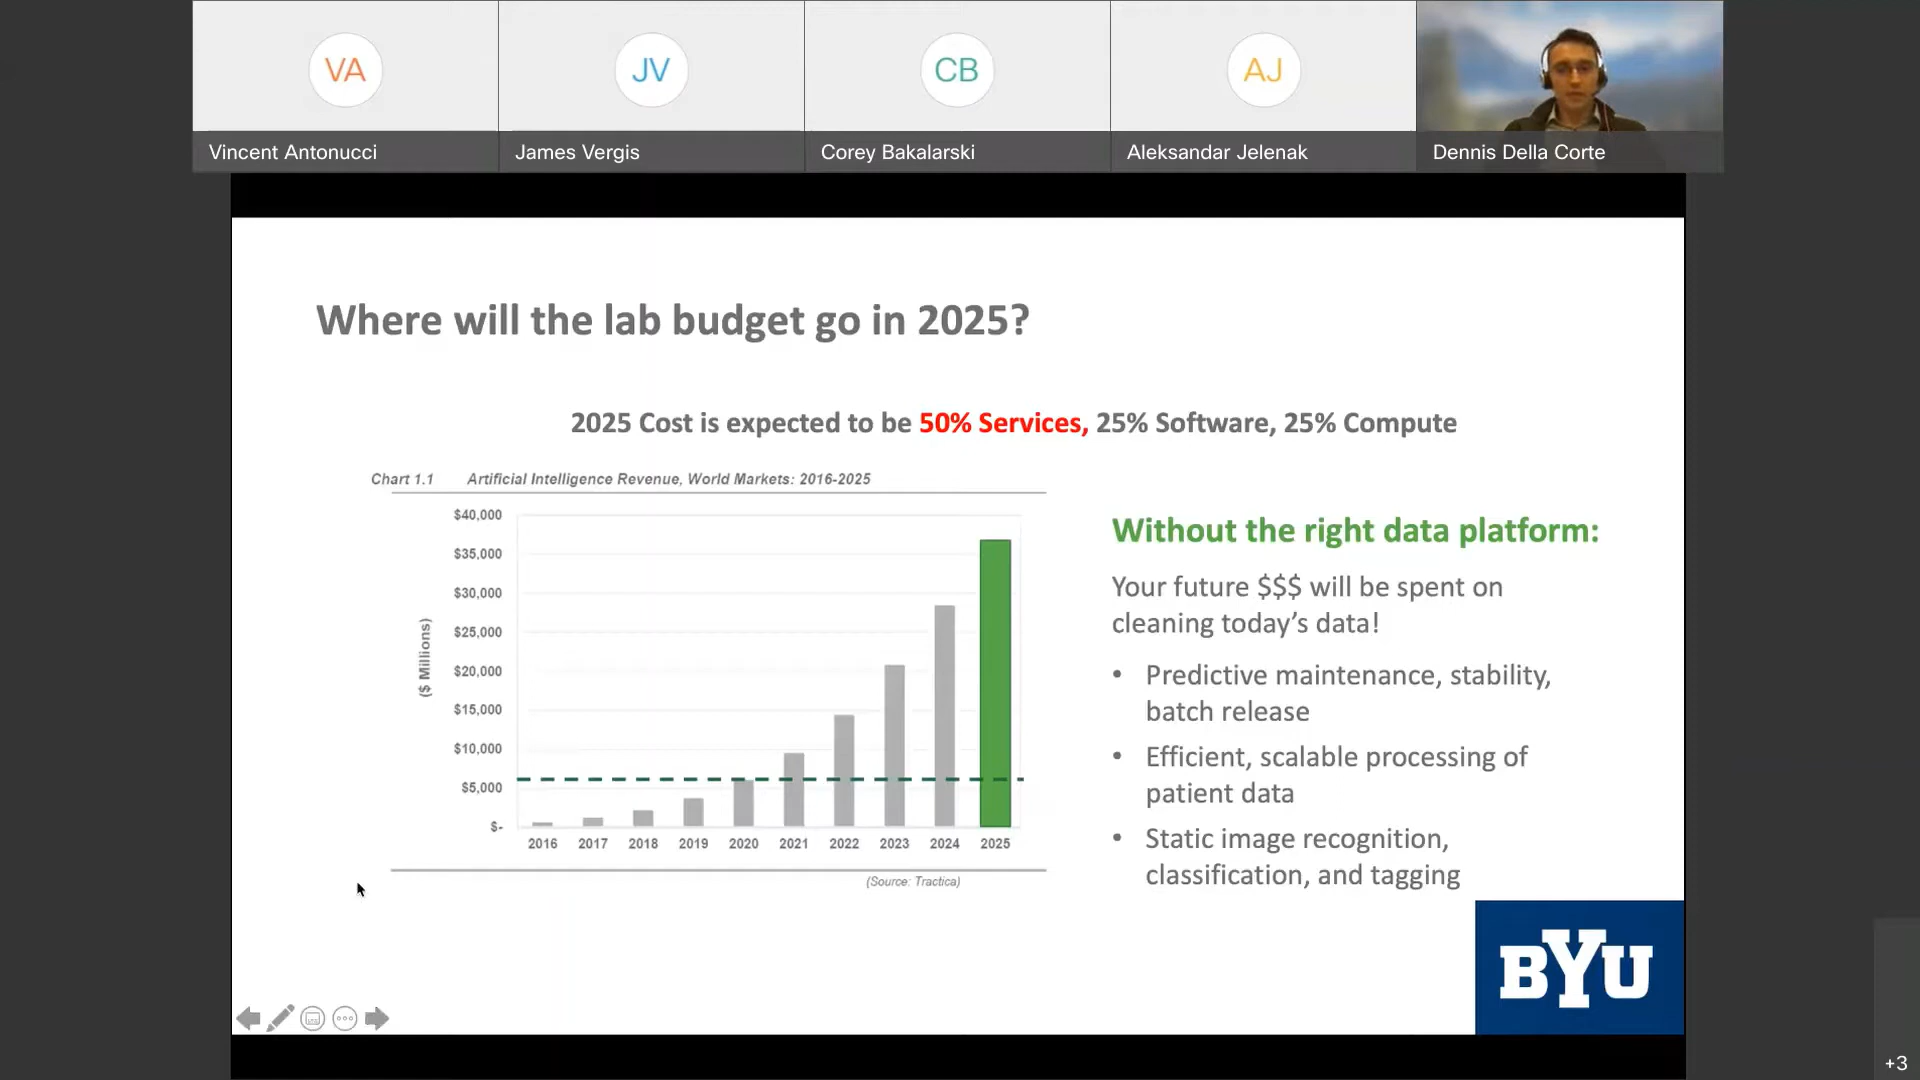 VA
JV
CB
AJ
Vincent Antonucci
James Vergis
Corey Bakalarski
Aleksandar Jelenak
Dennis Della Corte
Where will the lab budget go in 2025?
2025 Cost is expected to be 50% Services, 25% Software, 25% Compute
Chart 1.1 Artificial Intelligence Revenue, World Markets: 2016-2025
($ Millions)
$40,000
$35,000
$30,000
$25,000
$20,000
$15,000
$10,000
$5,000
$-
2016 2017 2018 2019 2020 2021 2022 2023 2024 2025
(Source: Tractica)
Without the right data platform:
Your future $$$ will be spent on
cleaning today’s data!
• Predictive maintenance, stability,
batch release
• Efficient, scalable processing of
patient data
• Static image recognition,
classification, and tagging
BYU
+3